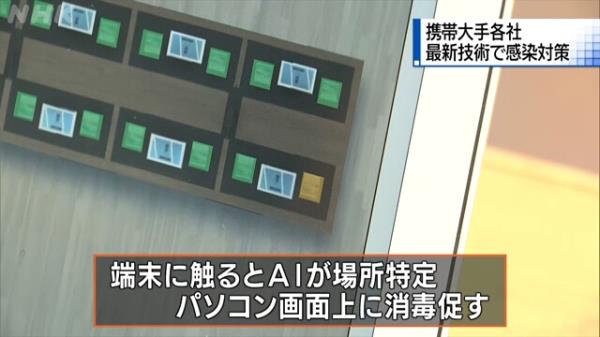 NHK
携帯大手各社
最新技術で感染対策
端末に触るとAIが場所特定
パソコン画面上に消毒促す